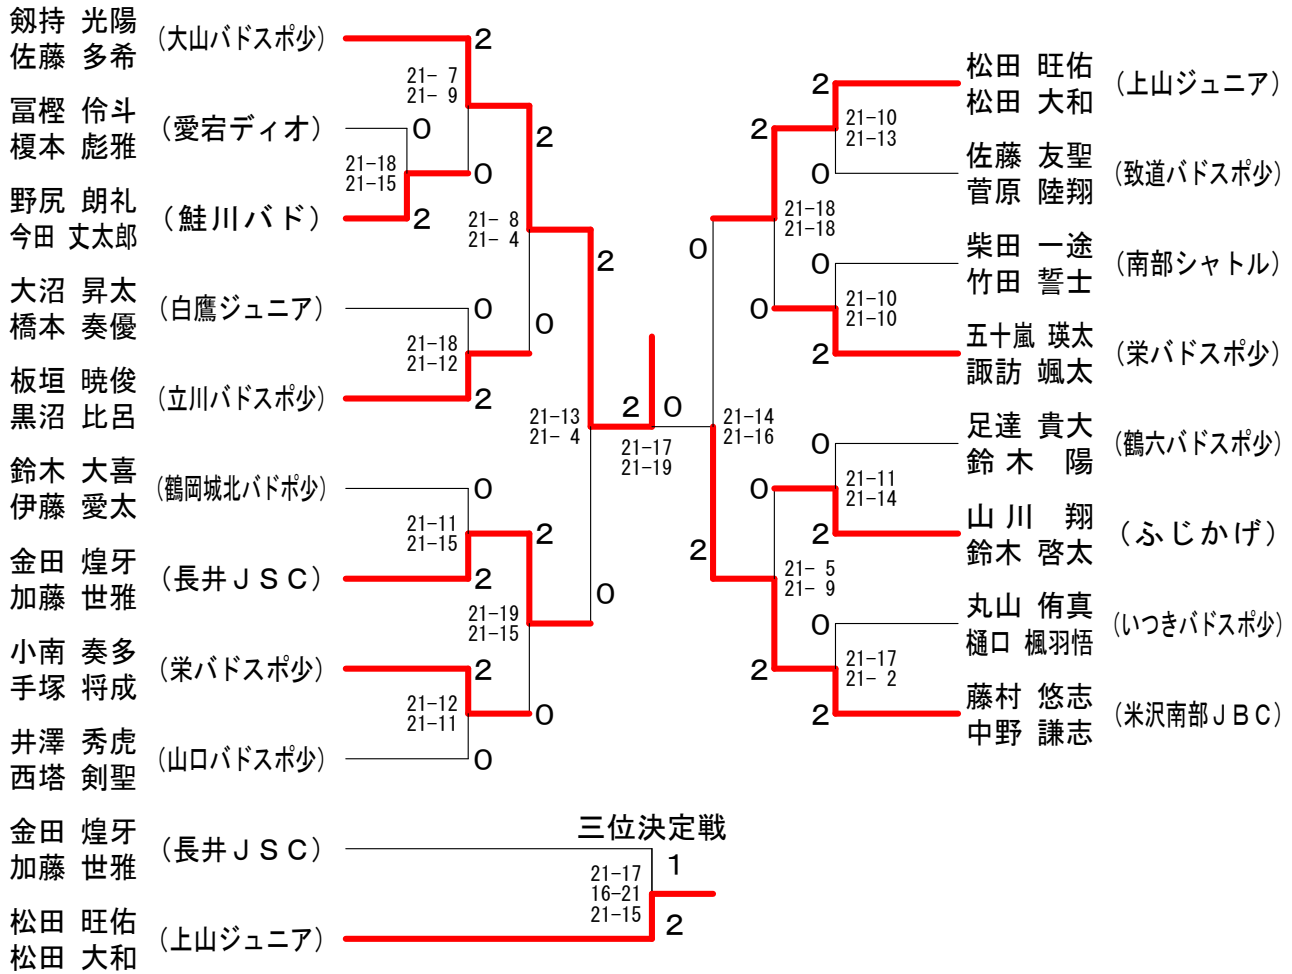 剱持 光陽
佐藤 多希
(大山バドスポ少)
2
21- 7
21- 9
冨樫 伶斗
榎本 彪雅
(愛宕ディオ)
0
21-18
21-15
0
野尻 朗礼
今田 丈太郎
(鮭川バド)
2
2
21- 8
21- 4
大沼 昇太
橋本 奏優
(白鷹ジュニア)
0
21-18
21-12
0
板垣 暁俊
黒沼 比呂
(立川バドスポ少)
2
2
21-13
21- 4
鈴木 大喜
伊藤 愛太
(鶴岡城北バドポ少)
0
21-11
21-15
2
金田 煌牙
加藤 世雅
(長井ＪＳＣ)
2
21-19
21-15
0
小南 奏多
手塚 将成
(栄バドスポ少)
2
21-12
21-11
0
井澤 秀虎
西塔 剣聖
(山口バドスポ少)
0
2
0
21-17
21-19
松田 旺佑
松田 大和
(上山ジュニア)
2
21-10
21-13
2
佐藤 友聖
菅原 陸翔
(致道バドスポ少)
0
21-18
21-18
0
柴田 一途
竹田 誓士
(南部シャトル)
0
21-10
21-10
0
五十嵐 瑛太
諏訪 颯太
(栄バドスポ少)
2
21-14
21-16
足達 貴大
鈴木 陽
(鶴六バドスポ少)
0
21-11
21-14
0
山川 翔
鈴木 啓太
(ふじかげ)
2
2
21- 5
21- 9
丸山 侑真
樋口 楓羽悟
(いつきバドスポ少)
0
21-17
21- 2
2
藤村 悠志
中野 謙志
(米沢南部ＪＢＣ)
2
三位決定戦
金田 煌牙
加藤 世雅
(長井ＪＳＣ)
1
21-17
16-21
21-15
松田 旺佑
松田 大和
(上山ジュニア)
2